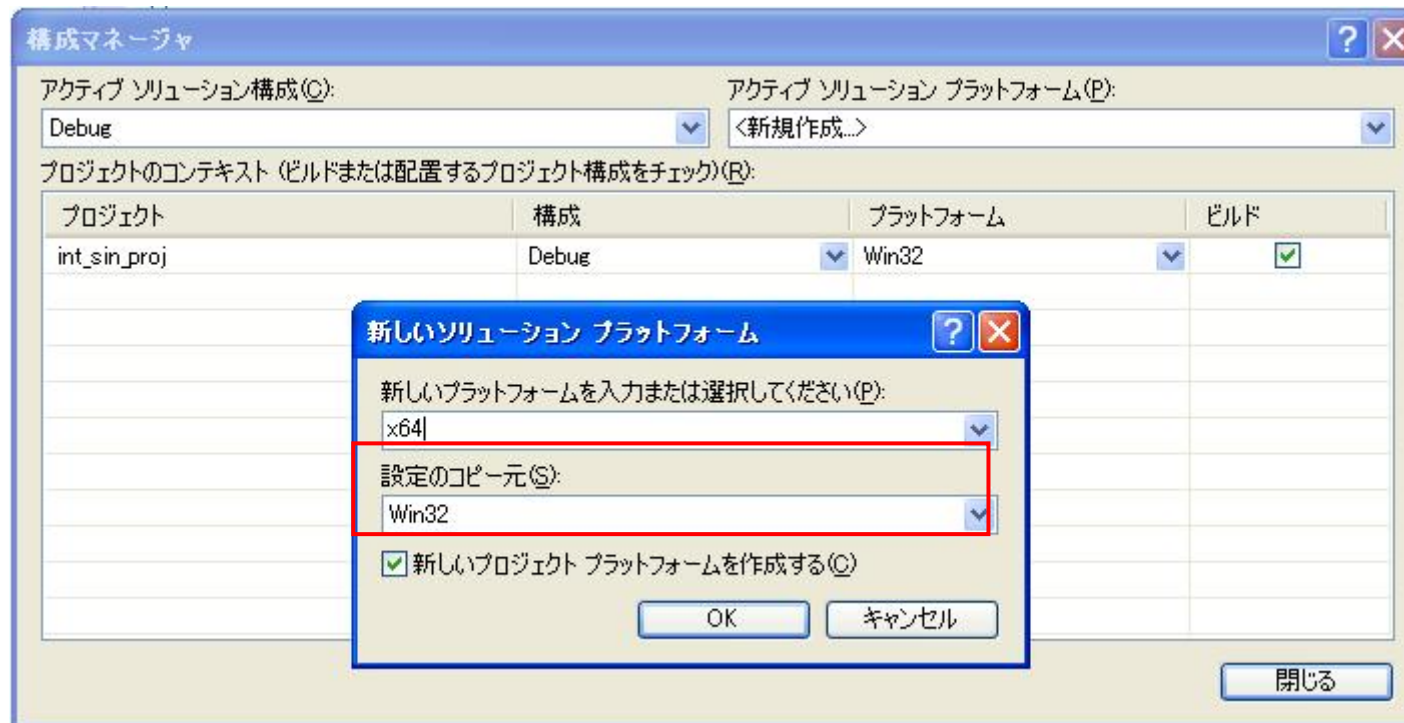 構成マネージャ
アクティブ ソリューション構成(C):
アクティブ ソリューション プラットフォーム(P):
Debug
<新規作成...>
プロジェクトのコンテキスト (ビルドまたは配置するプロジェクト構成をチェック)(R):
プロジェクト 構成 プラットフォーム ビルド
int_sin_proj Debug Win32
新しいソリューション プラットフォーム
新しいプラットフォームを入力または選択してください(P):
x64
設定のコピー元(S):
Win32
新しいプロジェクト プラットフォームを作成する(C)
OK キャンセル
閉じる